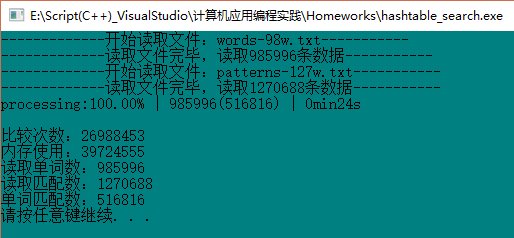 E:\Script(C++)_VisualStudio\计算机应用编程实践\Homeworks\hashtable_search.exe
------------开始读取文件：words-98w.txt----------
------------读取文件完毕，读取985996条数据----------
------------开始读取文件：patterns-127w.txt----------
------------读取文件完毕，读取1270688条数据----------
processing:100.00% | 985996(516816) | 0min24s
比较次数：26988453
内存使用：39724555
读取单词数：985996
读取匹配数：1270688
单词匹配数：516816
请按任意键继续. . .